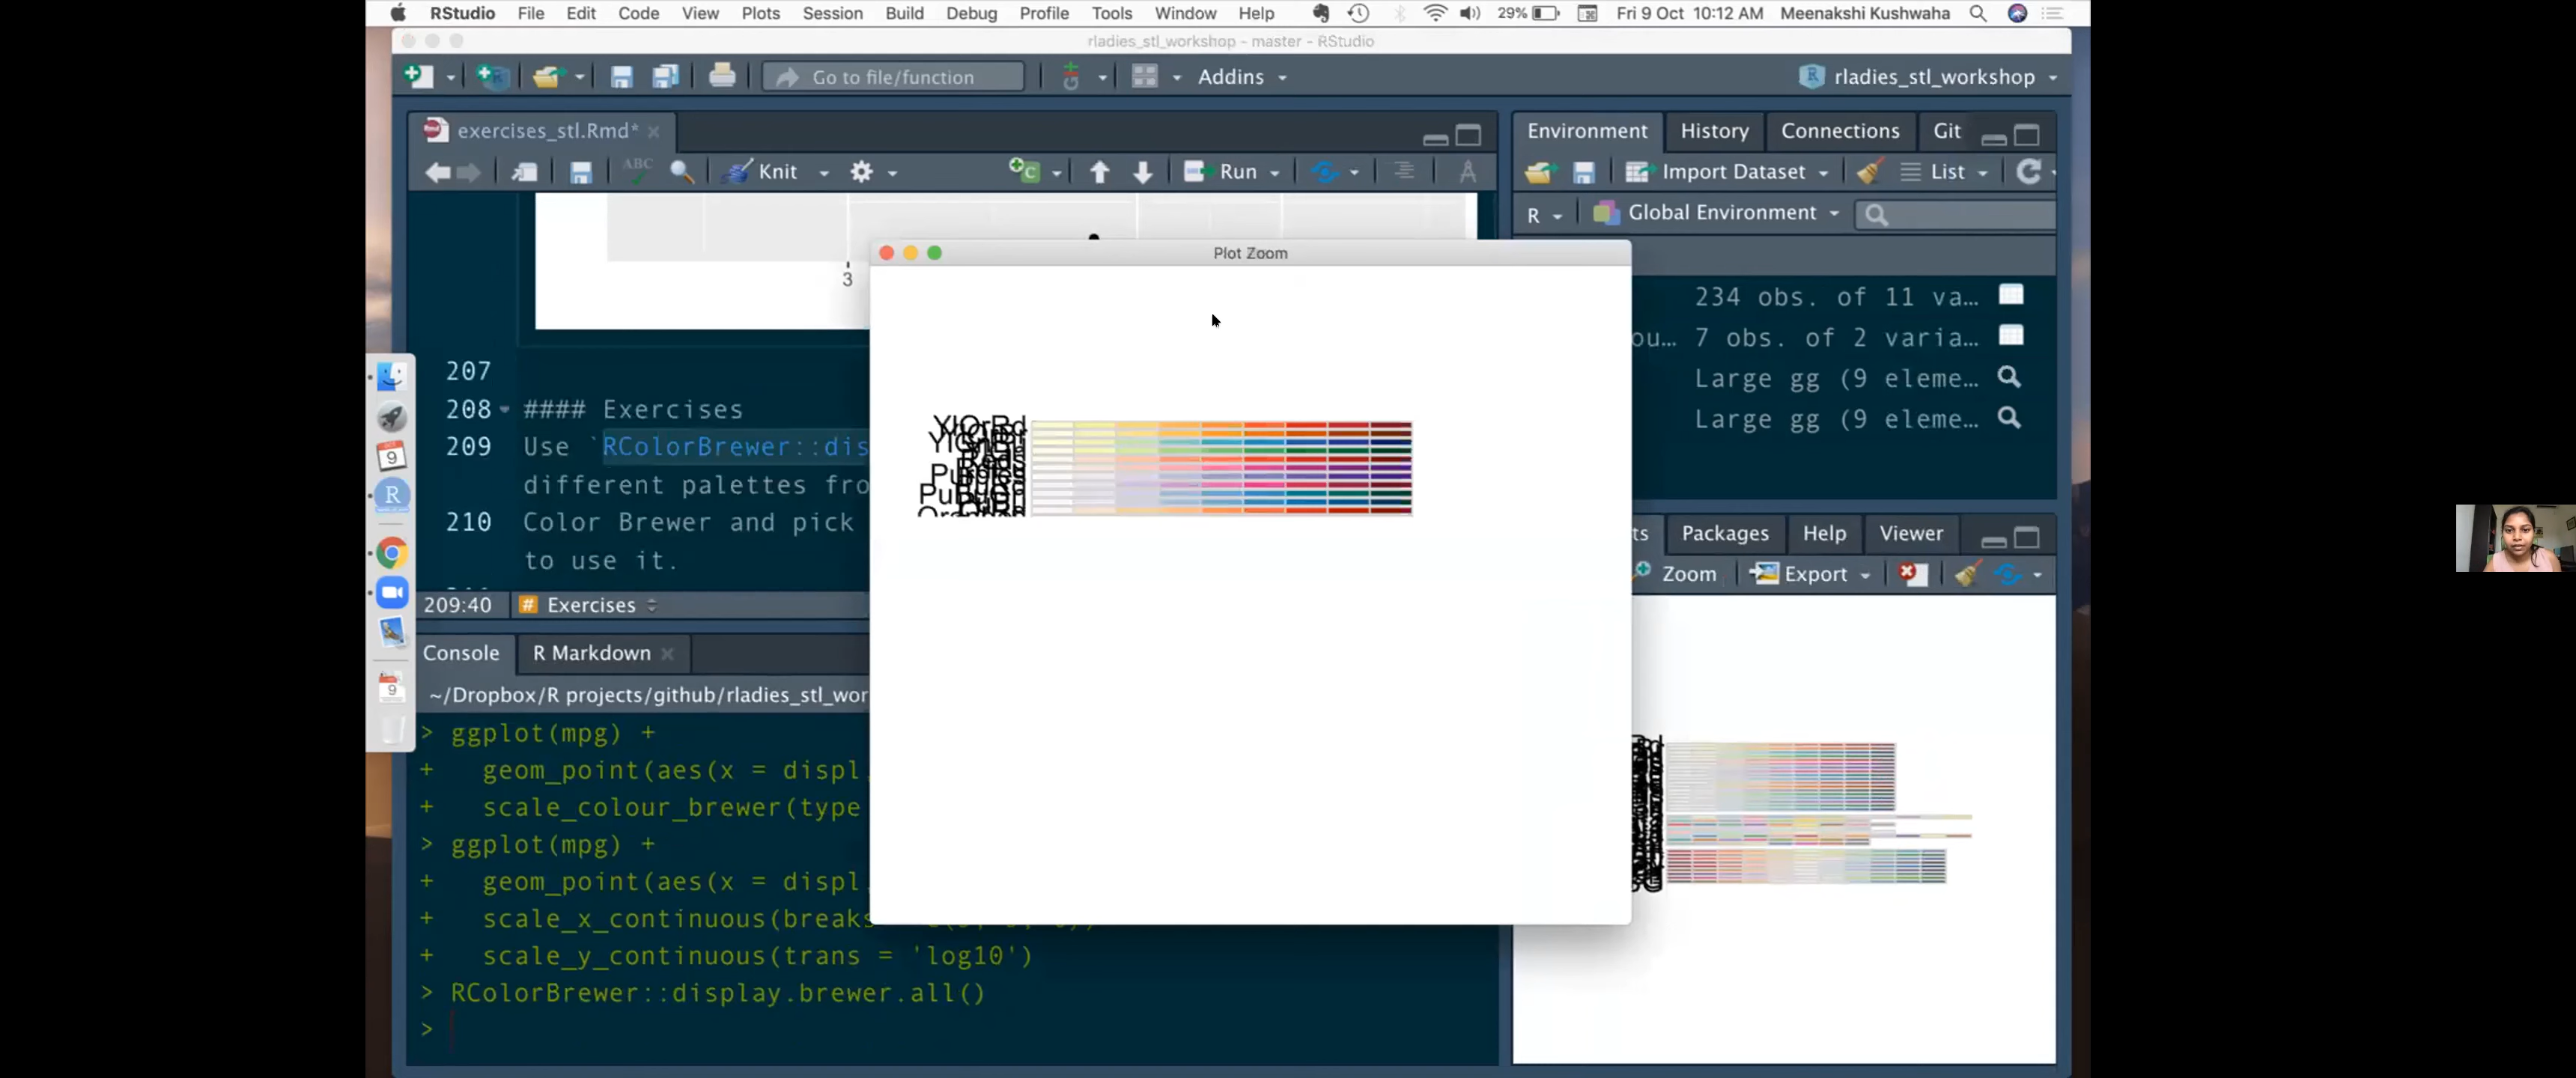 RStudio File Edit Code View Plots Session Build Debug Profile Tools Window Help 29% Fri 9 Oct 10:12 AM Meenakshi Kushwaha
rladies_stl_workshop - master - RStudio
Go to file/function Addins rladies_stl_workshop
exercises_stl.Rmd*
Environment History Connections Git
ABC Knit Run
Import Dataset List
R Global Environment
3
Plot Zoom
234 obs. of 11 va…
ou… 7 obs. of 2 varia…
Large gg (9 eleme…
Large gg (9 eleme…
207
208 #### Exercises
209 Use `RColorBrewer::dis
different palettes fro
210 Color Brewer and pick
to use it.
209:40 # Exercises
YlOrRd
ts Packages Help Viewer
Zoom Export
Console R Markdown
~/Dropbox/R projects/github/rladies_stl_wor
> ggplot(mpg) +
+ geom_point(aes(x = displ,
+ scale_colour_brewer(type
> ggplot(mpg) +
+ geom_point(aes(x = displ,
+ scale_x_continuous(breaks
+ scale_y_continuous(trans = 'log10')
> RColorBrewer::display.brewer.all()
>